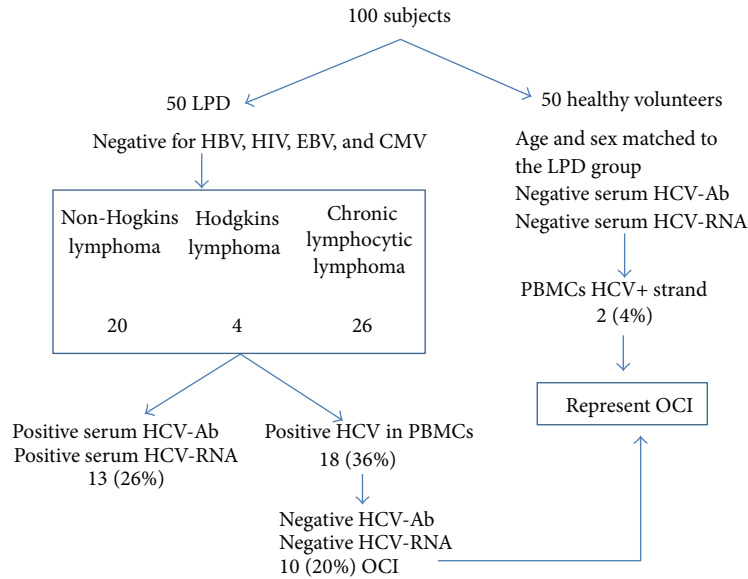 100 subjects
50 LPD
Negative for HBV, HIV, EBV, and CMV
Non-Hogkins
lymphoma
20
Hodgkins
lymphoma
4
Chronic
lymphocytic
lymphoma
26
Positive serum HCV-Ab
Positive serum HCV-RNA
13 (26%)
Positive HCV in PBMCs
18 (36%)
Negative HCV-Ab
Negative HCV-RNA
10 (20%) OCI
50 healthy volunteers
Age and sex matched to
the LPD group
Negative serum HCV-Ab
Negative serum HCV-RNA
PBMCs HCV+ strand
2 (4%)
Represent OCI